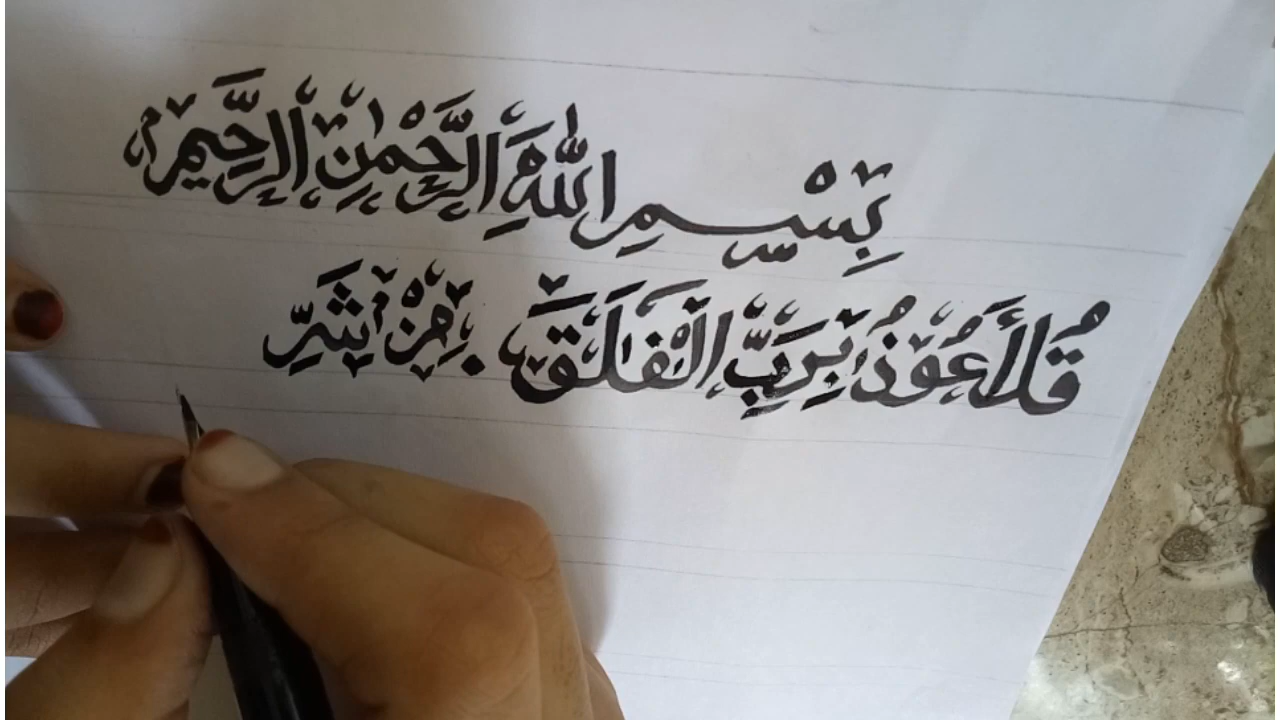 بِسْمِ اللّٰهِ الرَّحْمٰنِ الرَّحِيْمِ
قُلْ أَعُوْذُ بِرَبِّ الْفَلَقَ . مِنْ شَرِّ